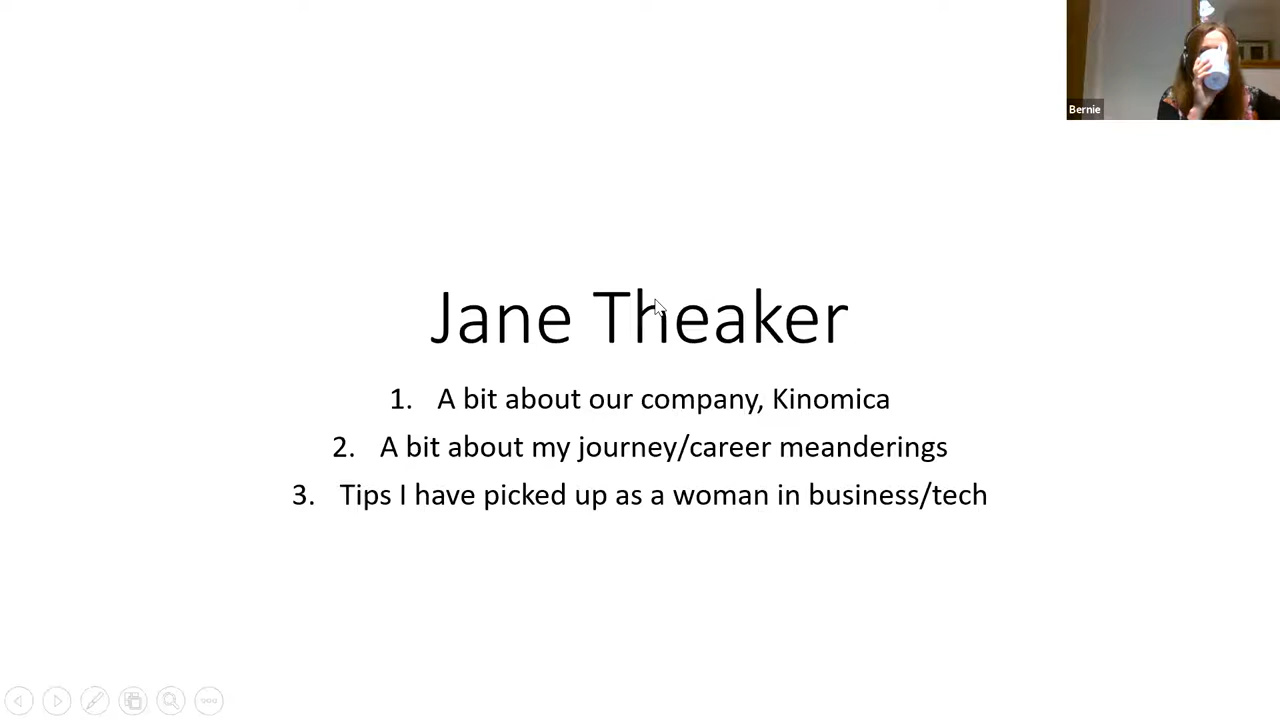 Bernie
Jane Theaker
1. A bit about our company, Kinomica
2. A bit about my journey/career meanderings
3. Tips I have picked up as a woman in business/tech